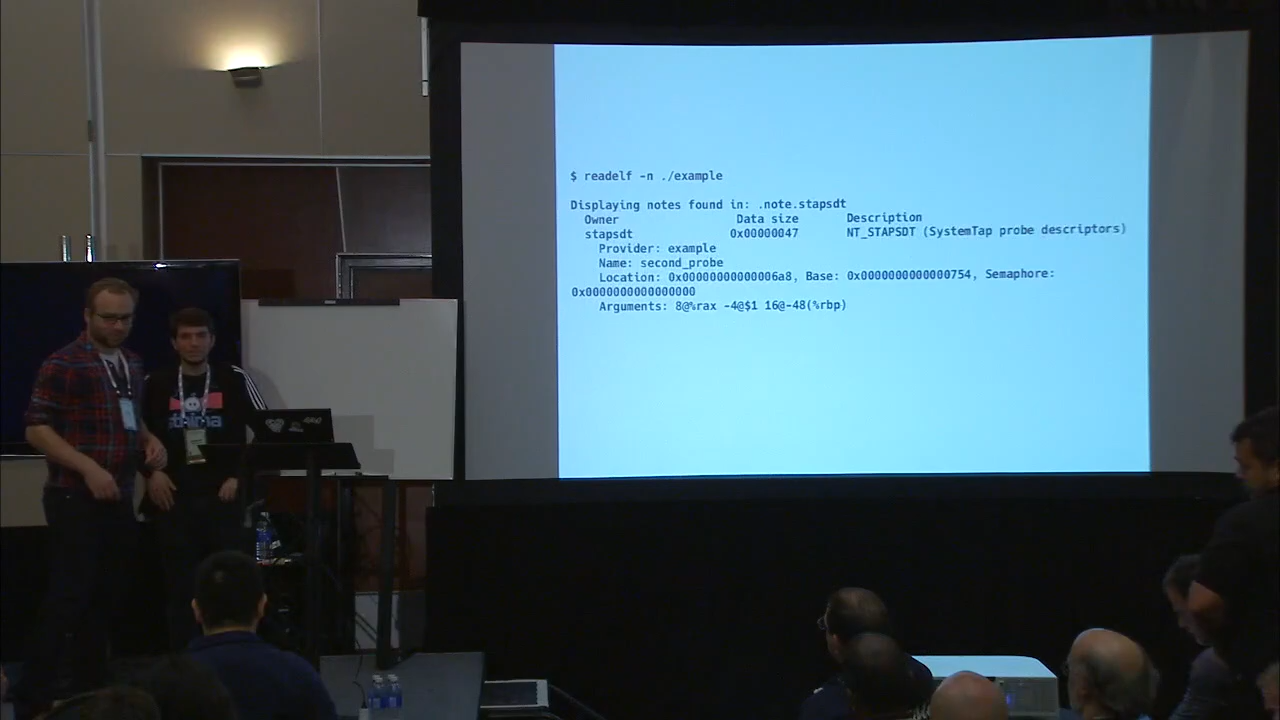 $ readelf -n ./example
Displaying notes found in: .note.stapsdt
Owner Data size Description
stapsdt 0x00000047 NT_STAPSDT (SystemTap probe descriptors)
Provider: example
Name: second_probe
Location: 0x00000000000006a8, Base: 0x0000000000000754, Semaphore:
0x0000000000000000
Arguments: 8@%rax -4@$1 16@-48(%rbp)